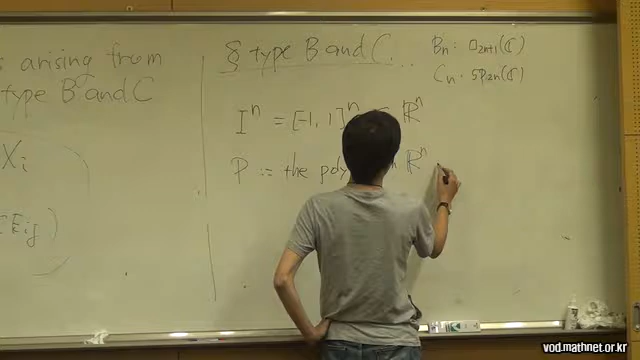 s arising from
type B and C
Xi
Eij)
§ type B and C...
Bn: O2n+1(ℂ)
Cn: sp2n(ℂ)
Iⁿ = [-1, 1]ⁿ ℝⁿ
P := the ℝⁿ
vod.mathnet.or.kr